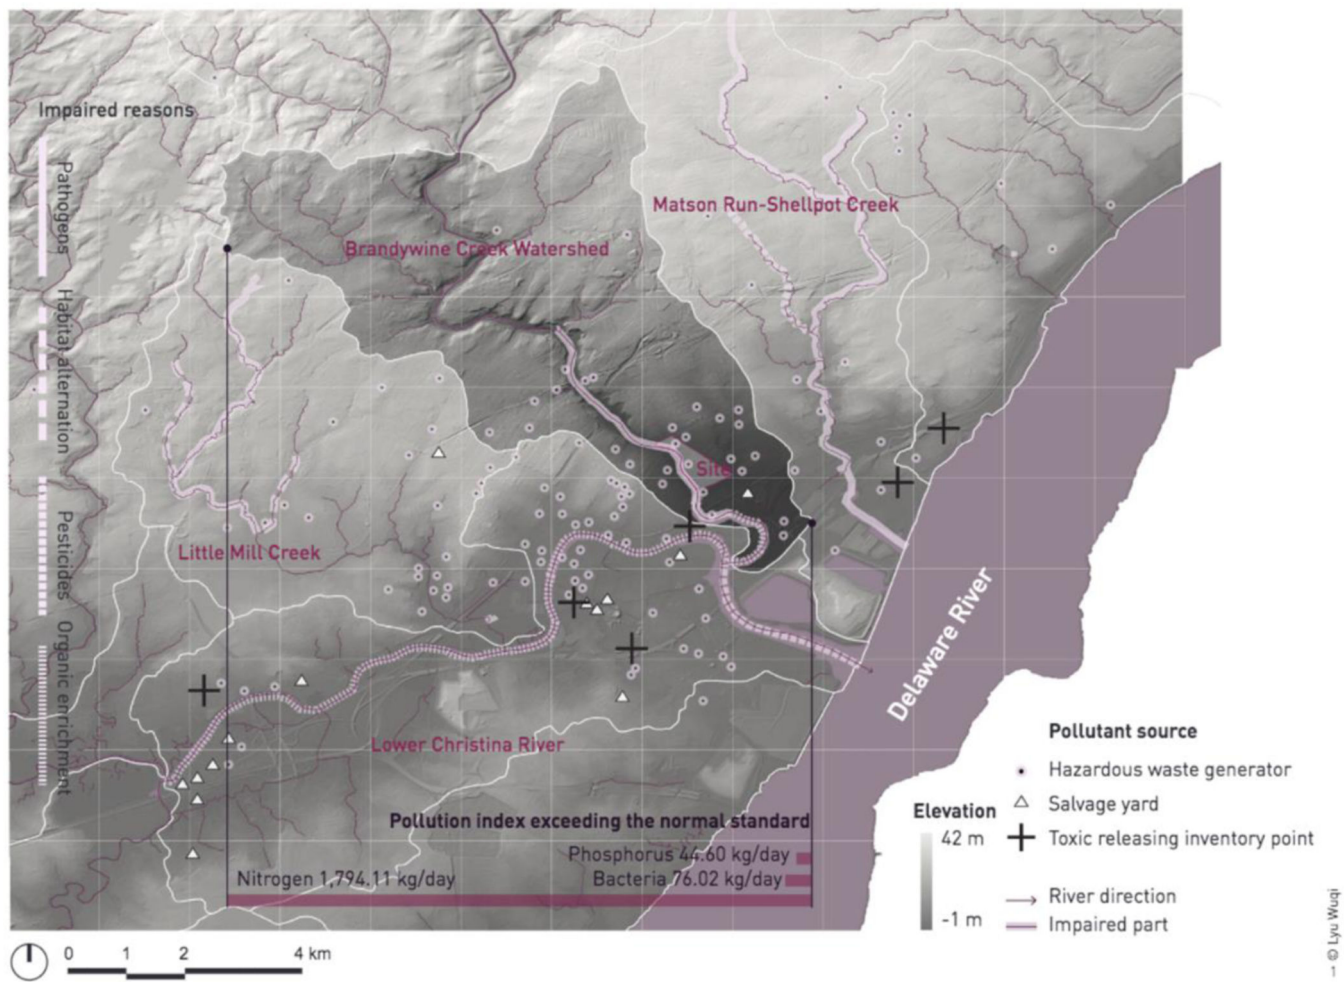 Impaired reasons
Pathogens
Habitat alternation
Pesticides
Organic enrichment
Matson Run-Shellpot Creek
Brandywine Creek Watershed
Site
Little Mill Creek
Delaware River
Lower Christina River
Pollution index exceeding the normal standard
Phosphorus 44.60 kg/day
Nitrogen 1,794.11 kg/day
Bacteria 76.02 kg/day
Pollutant source
Hazardous waste generator
Salvage yard
Toxic releasing inventory point
River direction
Impaired part
Elevation
42 m
-1 m
0 1 2 4 km
1 © Lyu Wuqi